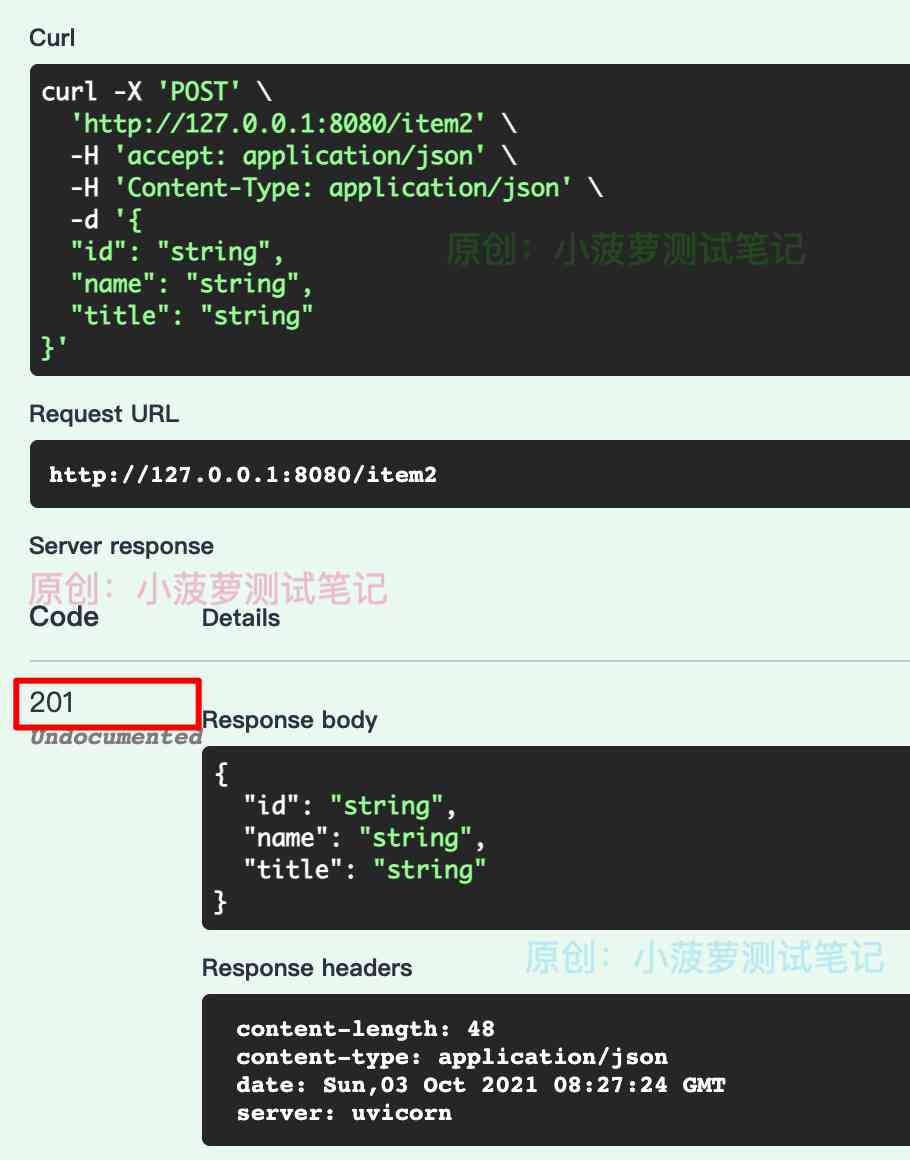 Curl
curl -X 'POST' \
'http://127.0.0.1:8080/item2' \
-H 'accept: application/json' \
-H 'Content-Type: application/json' \
-d '{
"id": "string",
原创：小菠萝测试笔记
"name": "string",
"title": "string"
}'
Request URL
http://127.0.0.1:8080/item2
Server response
原创：小菠萝测试笔记
Code Details
201
Undocumented
Response body
{
"id": "string",
"name": "string",
"title": "string"
}
原创：小菠萝测试笔记
Response headers
content-length: 48
content-type: application/json
date: Sun,03 Oct 2021 08:27:24 GMT
server: uvicorn